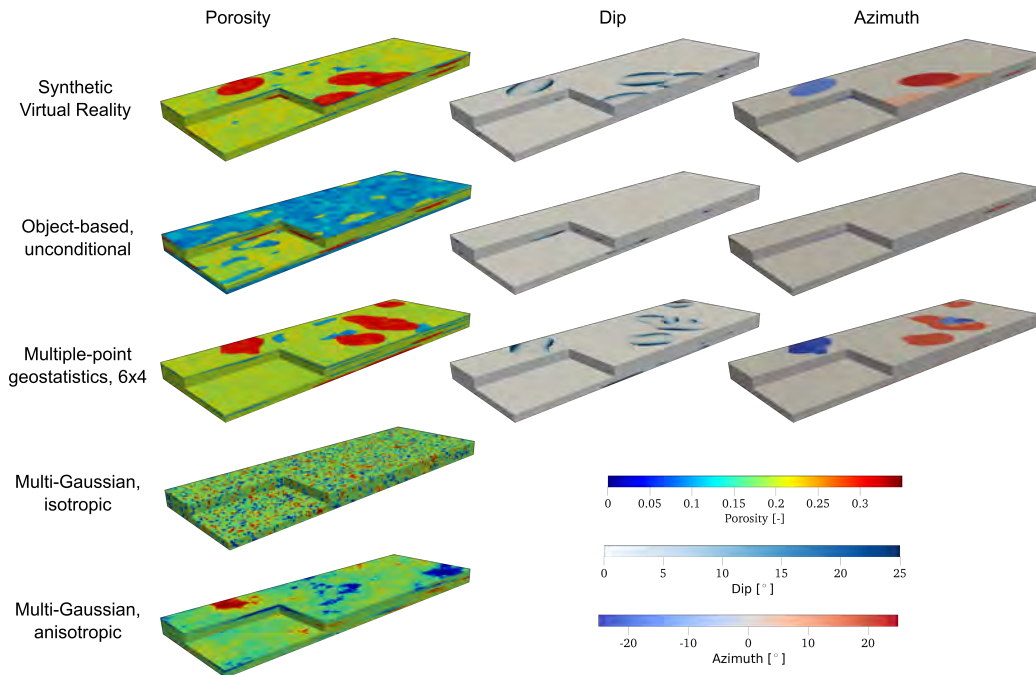 Porosity Dip Azimuth
Synthetic
Virtual Reality
Object-based,
unconditional
Multiple-point
geostatistics, 6x4
Multi-Gaussian,
isotropic
0 0.05 0.1 0.15 0.2 0.25 0.3
Porosity [-]
0 5 10 15 20 25
Dip [°]
Multi-Gaussian,
anisotropic
-20 -10 0 10 20
Azimuth [°]